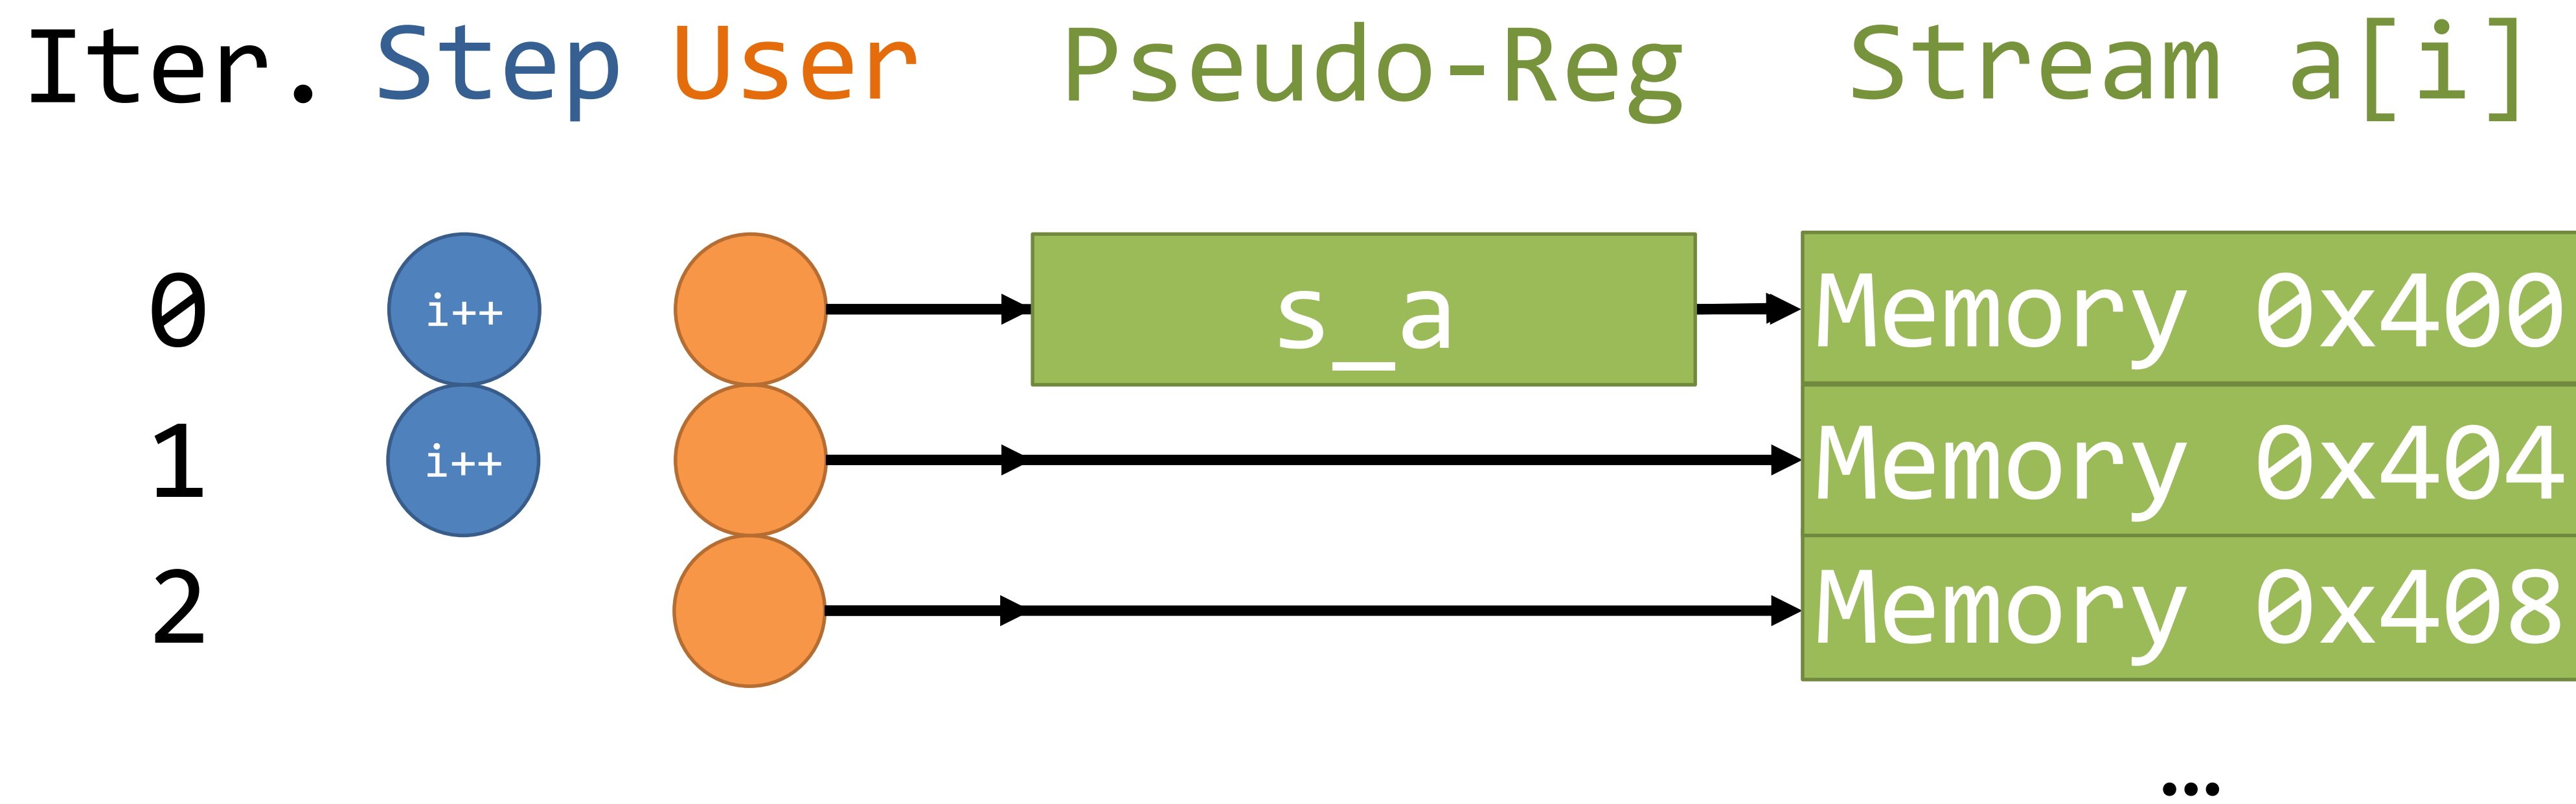 Iter. Step User Pseudo-Reg Stream a[i]
0 i++ s_a Memory 0x400
1 i++ Memory 0x404
2 Memory 0x408
…